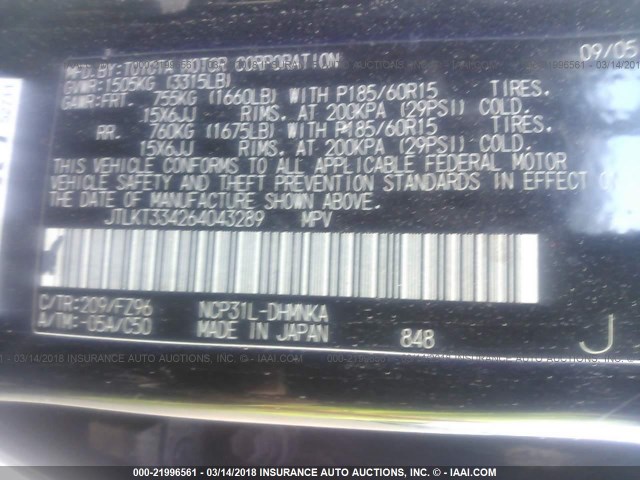 MFD.BY:TOYOTA MOTOR CORPORATION 09/05
GVWR:1505KG (3315LB)
GAWR:FRT. 755KG (1660LB) WITH P185/60R15 TIRES.
15X6JJ RIMS. AT 200KPA (29PSI) COLD.
RR. 760KG (1675LB) WITH P185/60R15 TIRES.
15X6JJ RIMS. AT 200KPA (29PSI) COLD.
THIS VEHICLE CONFORMS TO ALL APPLICABLE FEDERAL MOTOR
VEHICLE SAFETY AND THEFT PREVENTION STANDARDS IN EFFECT
THE DATE OF MANUFACTURE SHOWN ABOVE.
JTLKT334264043289 MPV
C/TR:209/FZ96 NCP31L-DHMNKA
A/TM:-05A/C50 MADE IN JAPAN 848 J
000-21996561 - 03/14/2018 INSURANCE AUTO AUCTIONS - IAAI.COM